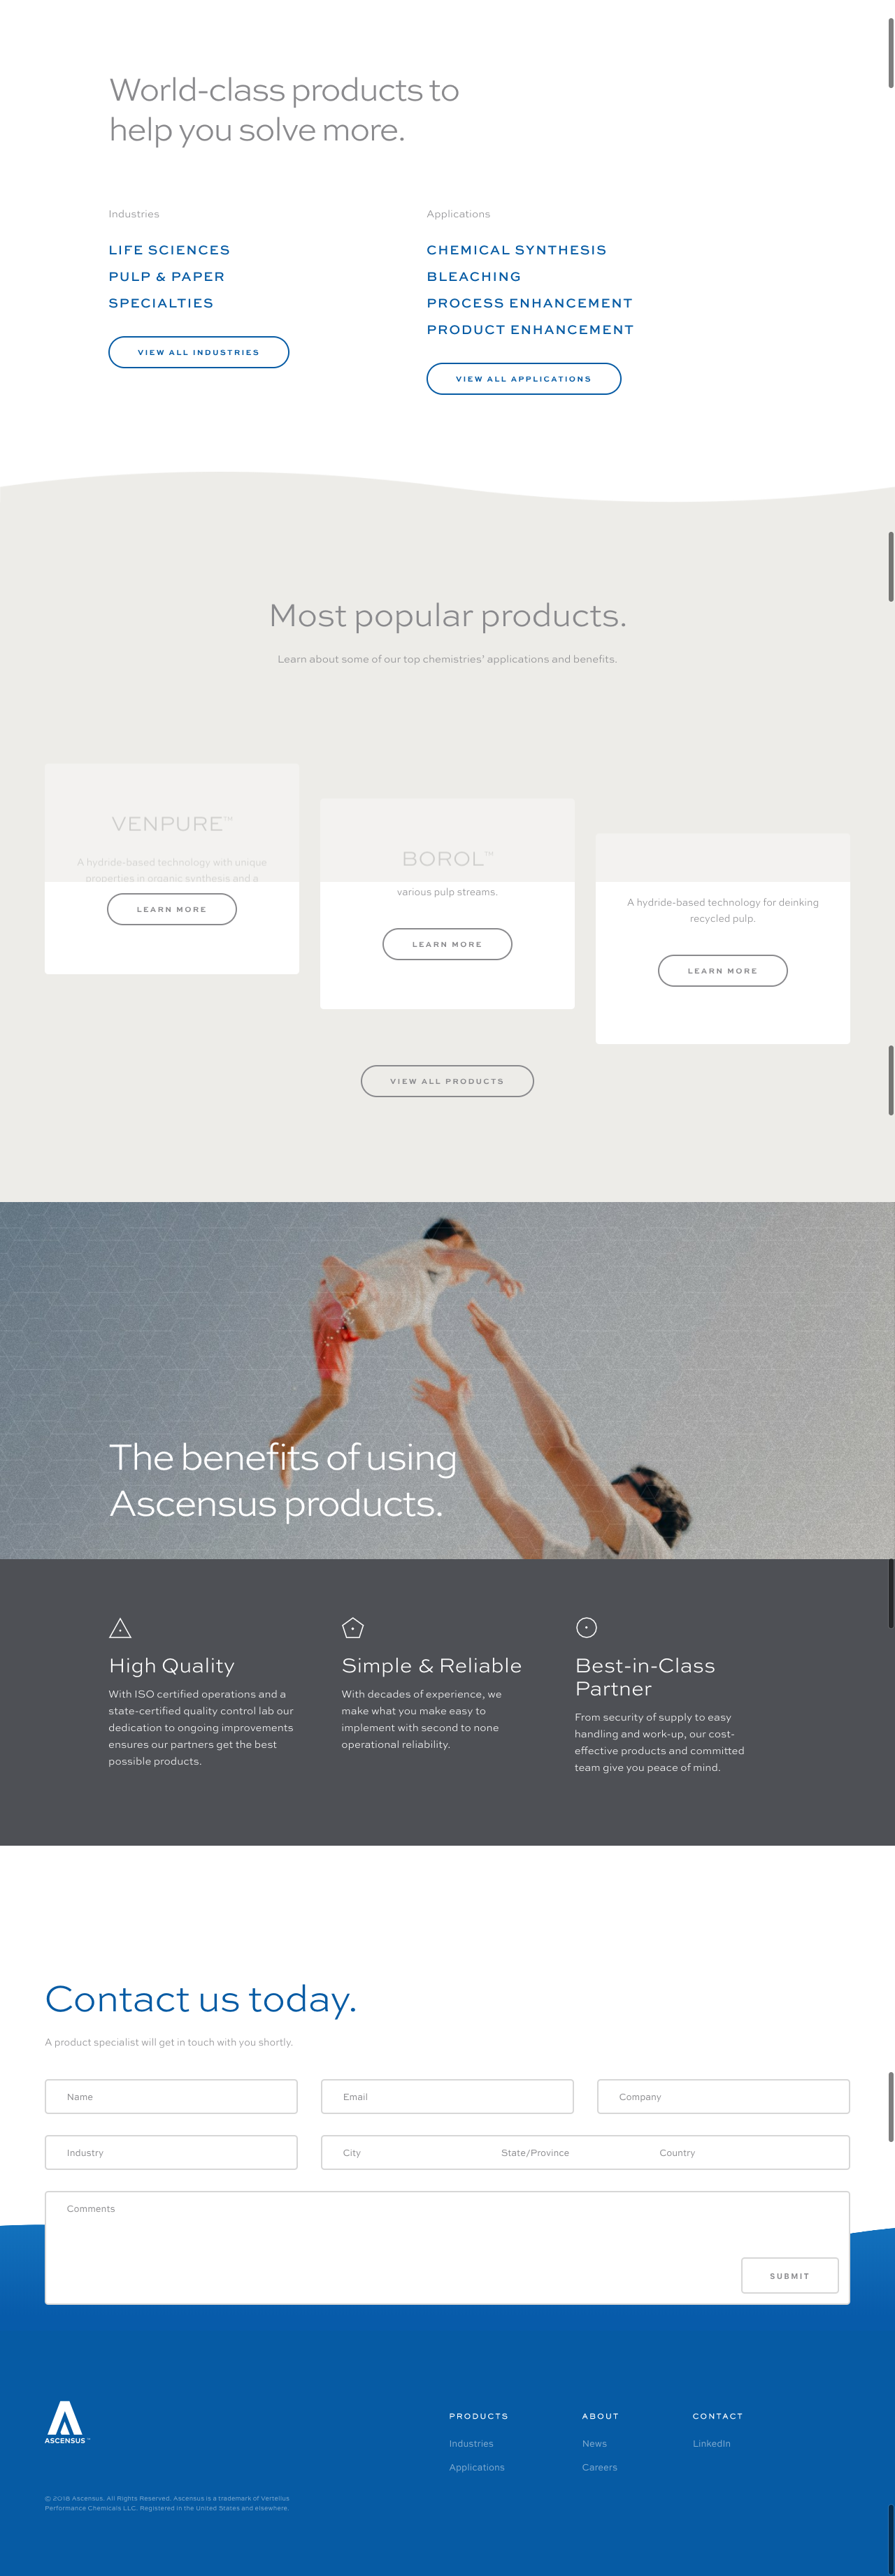 World-class products to
help you solve more.
Industries
LIFE SCIENCES
PULP & PAPER
SPECIALTIES
VIEW ALL INDUSTRIES
Applications
CHEMICAL SYNTHESIS
BLEACHING
PROCESS ENHANCEMENT
PRODUCT ENHANCEMENT
VIEW ALL APPLICATIONS
Most popular products.
Learn about some of our top chemistries' applications and benefits.
VENPURE™
A hydride-based technology with unique
properties in organic synthesis and a
LEARN MORE
BOROL™
various pulp streams.
LEARN MORE
A hydride-based technology for deinking
recycled pulp.
LEARN MORE
VIEW ALL PRODUCTS
The benefits of using
Ascensus products.
High Quality
With ISO certified operations and a
state-certified quality control lab our
dedication to ongoing improvements
ensures our partners get the best
possible products.
Simple & Reliable
With decades of experience, we
make what you make easy to
implement with second to none
operational reliability.
Best-in-Class
Partner
From security of supply to easy
handling and work-up, our cost-
effective products and committed
team give you peace of mind.
Contact us today.
A product specialist will get in touch with you shortly.
Name
Email
Company
Industry
City
State/Province
Country
Comments
SUBMIT
ASCENSUS™
PRODUCTS
Industries
Applications
ABOUT
News
Careers
CONTACT
LinkedIn
© 2018 Ascensus. All Rights Reserved. Ascensus is a trademark of Vertellus
Performance Chemicals LLC. Registered in the United States and elsewhere.